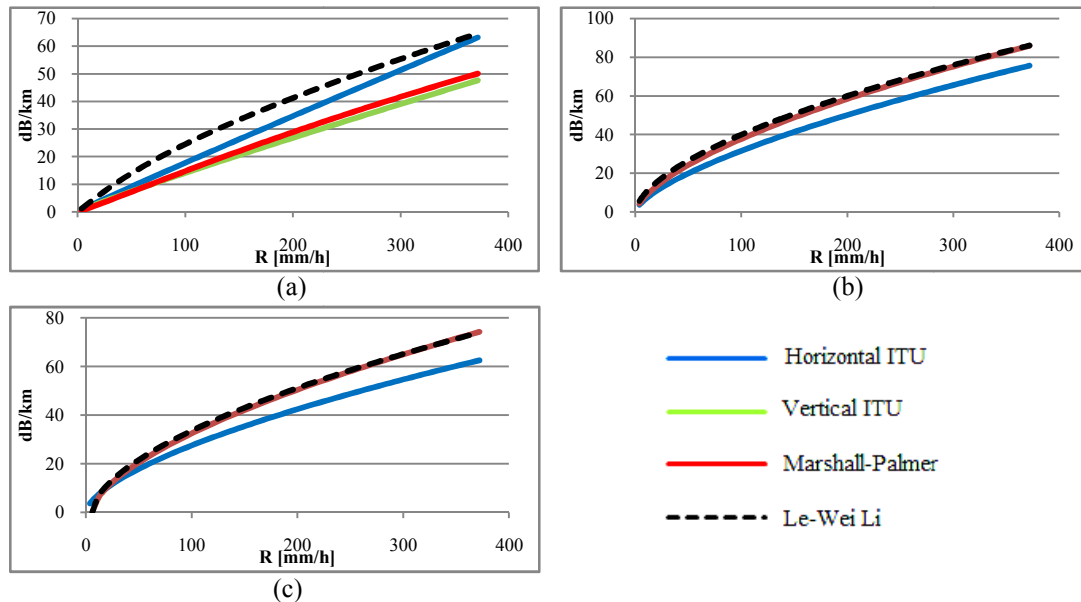 70
60
50
40
30
20
10
0
dB/km
0 100 200 300 400
R [mm/h]
(a)
100
80
60
40
20
0
dB/km
0 100 200 300 400
R [mm/h]
(b)
80
60
40
20
0
dB/km
0 100 200 300 400
R [mm/h]
(c)
Horizontal ITU
Vertical ITU
Marshall-Palmer
Le-Wei Li